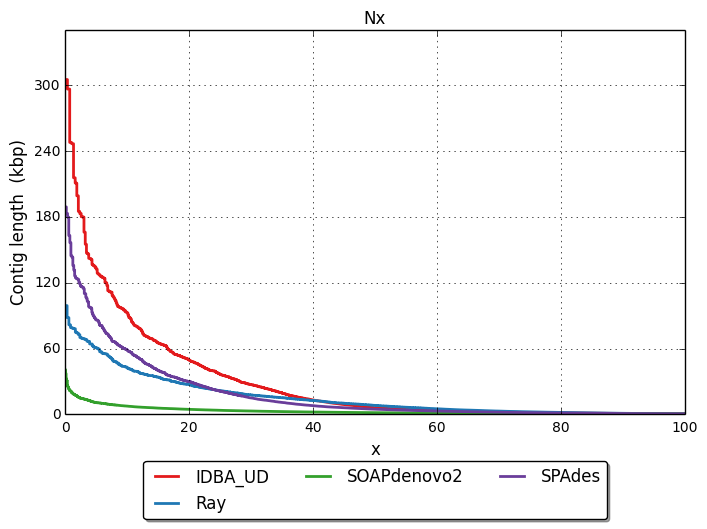 Nx
Contig length (kbp)
300
240
180
120
60
0
0 20 40 60 80 100
x
IDBA_UD SOAPdenovo2 SPAdes
Ray